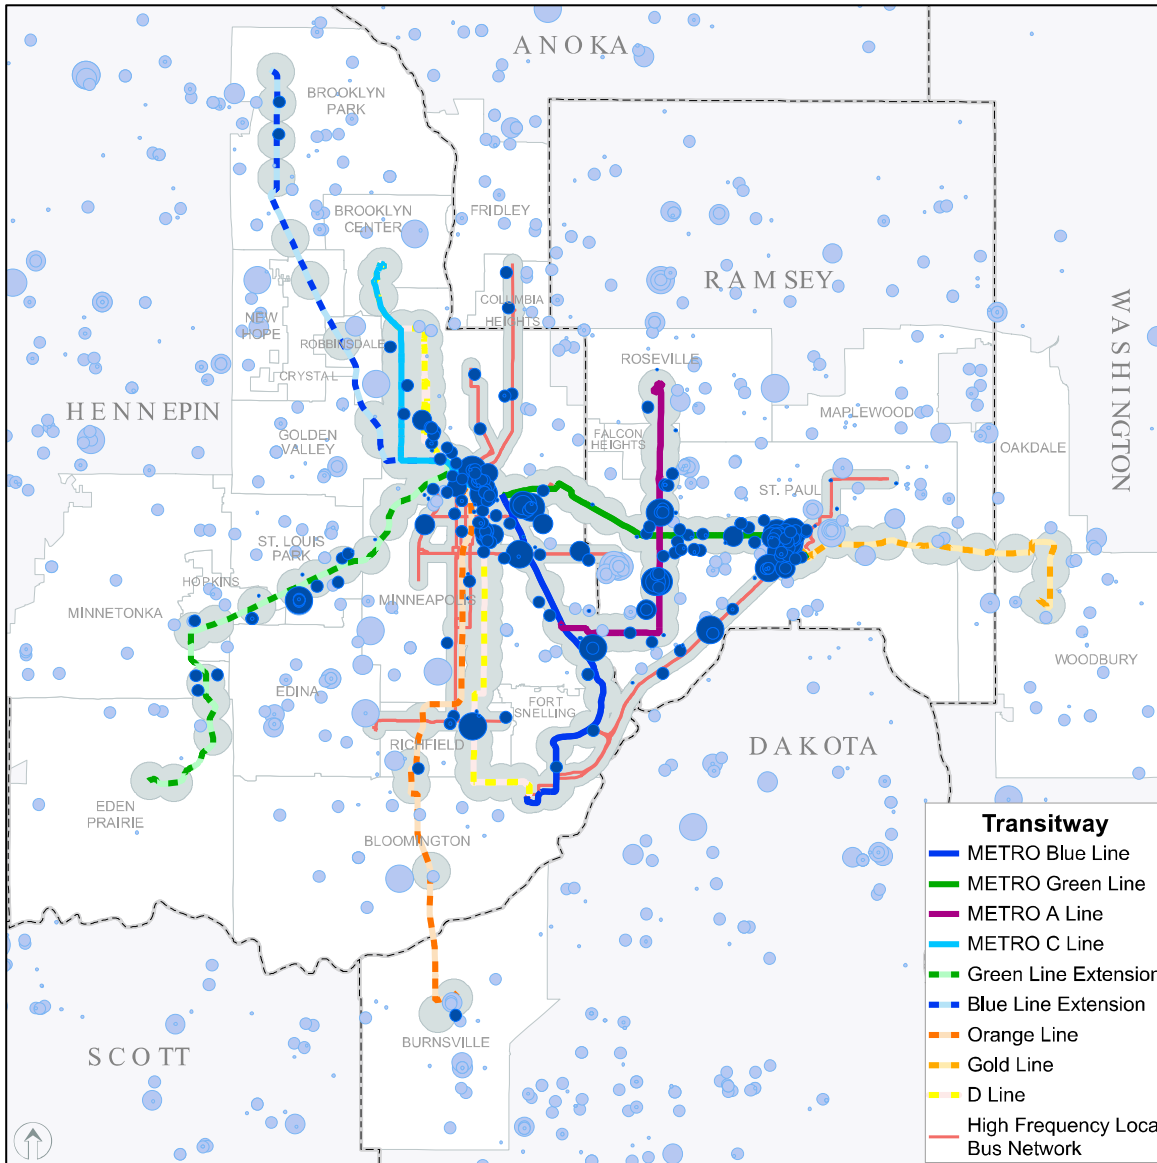 ANOKA
BROOKLYN
PARK
BROOKLYN
CENTER
FRIDLEY
RAMSEY
WASHINGTON
COLUMBIA
HEIGHTS
NEW
HOPE
ROBBINSDALE
CRYSTAL
ROSEVILLE
HENNEPIN
MAPLEWOOD
GOLDEN
VALLEY
FALCON
HEIGHTS
OAKDALE
ST. PAUL
ST. LOUIS
PARK
HOPKINS
MINNETONKA
MINNEAPOLIS
WOODBURY
EDINA
FORT
SNELLING
RICHFIELD
DAKOTA
EDEN
PRAIRIE
BLOOMINGTON
BURNSVILLE
SCOTT
Transitway
METRO Blue Line
METRO Green Line
METRO A Line
METRO C Line
Green Line Extension
Blue Line Extension
Orange Line
Gold Line
D Line
High Frequency Loca
Bus Network